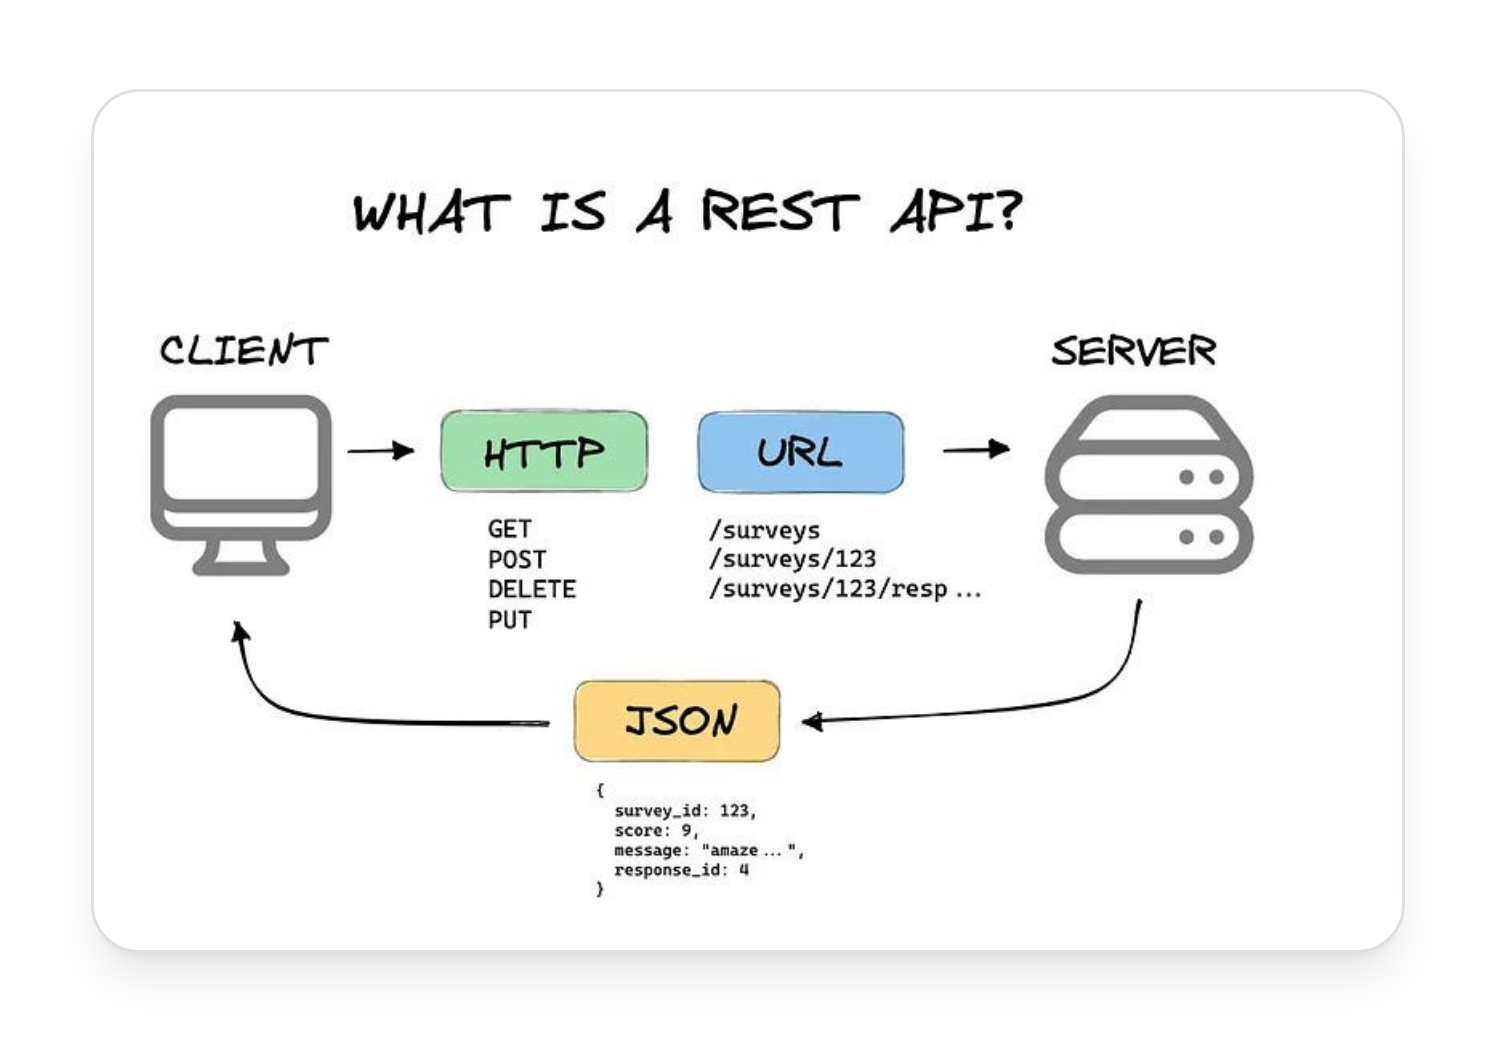 WHAT IS A REST API?
CLIENT
SERVER
HTTP
URL
GET
POST
DELETE
PUT
/surveys
/surveys/123
/surveys/123/resp...
JSON
{
survey_id: 123,
score: 9,
message: "amaze...",
response_id: 4
}